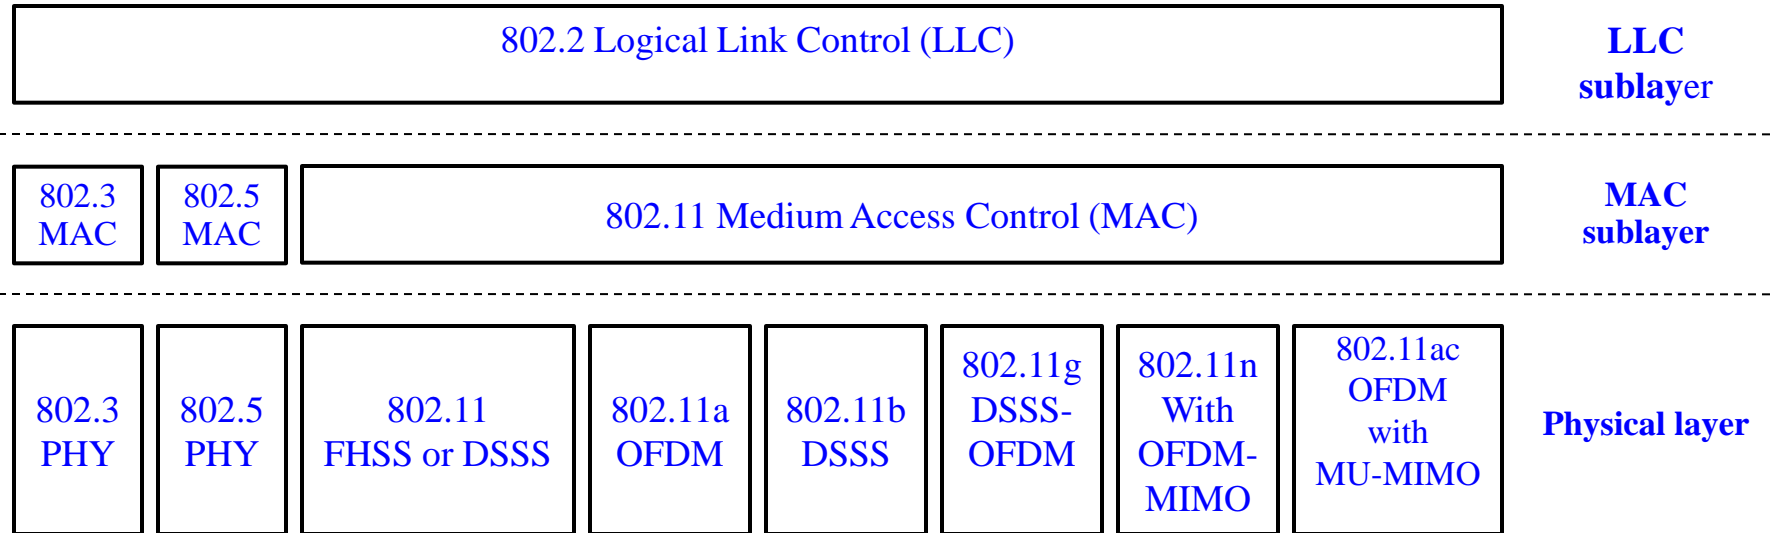 802.2 Logical Link Control (LLC)
LLC
sublayer
802.3
MAC
802.5
MAC
802.11 Medium Access Control (MAC)
MAC
sublayer
802.3
PHY
802.5
PHY
802.11
FHSS or DSSS
802.11a
OFDM
802.11b
DSSS
802.11g
DSSS-
OFDM
802.11n
With
OFDM-
MIMO
802.11ac
OFDM
with
MU-MIMO
Physical layer